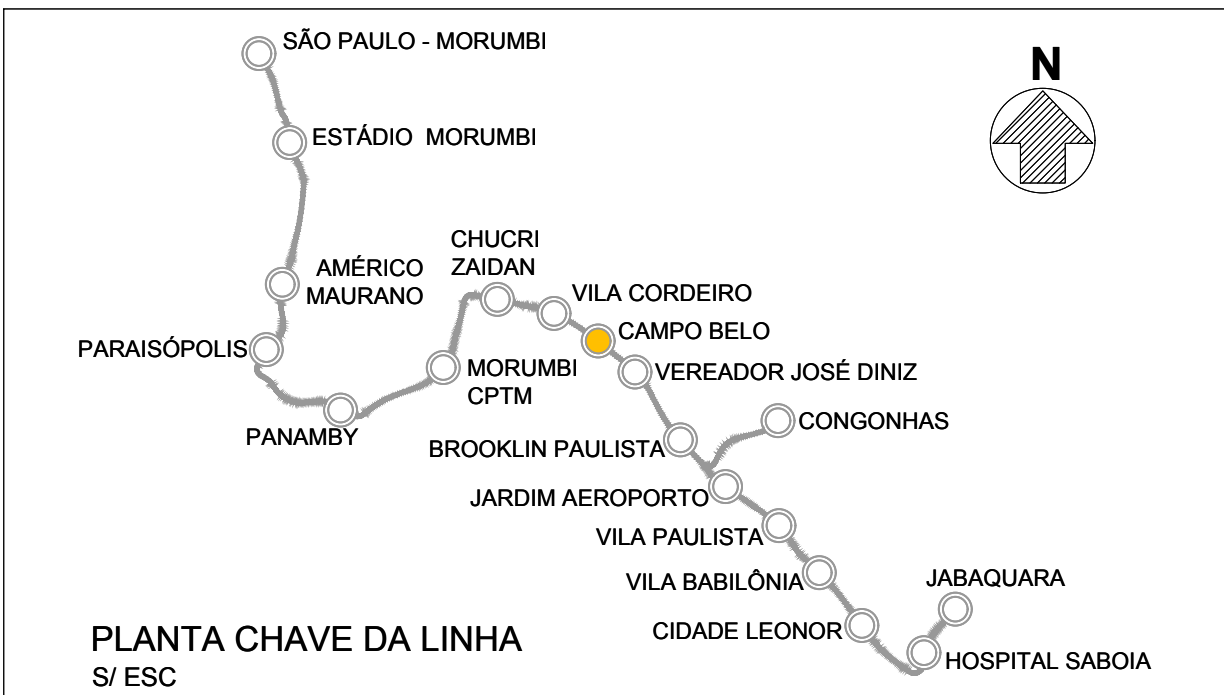 SÃO PAULO - MORUMBI
N
ESTÁDIO MORUMBI
CHUCRI
ZAIDAN
AMÉRICO
MAURANO
VILA CORDEIRO
CAMPO BELO
PARAISÓPOLIS
MORUMBI
CPTM
VEREADOR JOSÉ DINIZ
CONGONHAS
PANAMBY
BROOKLIN PAULISTA
JARDIM AEROPORTO
VILA PAULISTA
VILA BABILÔNIA
JABAQUARA
CIDADE LEONOR
HOSPITAL SABOIA
PLANTA CHAVE DA LINHA
S/ ESC